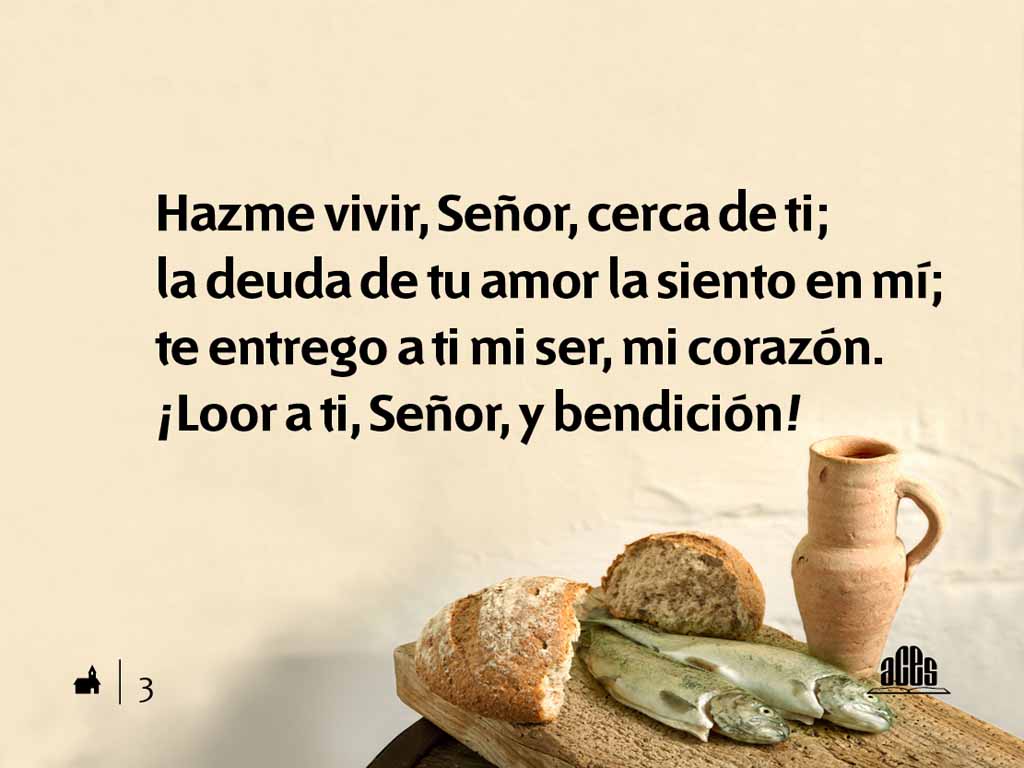 Hazme vivir, Señor, cerca de ti;
la deuda de tu amor la siento en mí;
te entrego a ti mi ser, mi corazón.
¡Loor a ti, Señor, y bendición!
3
aces